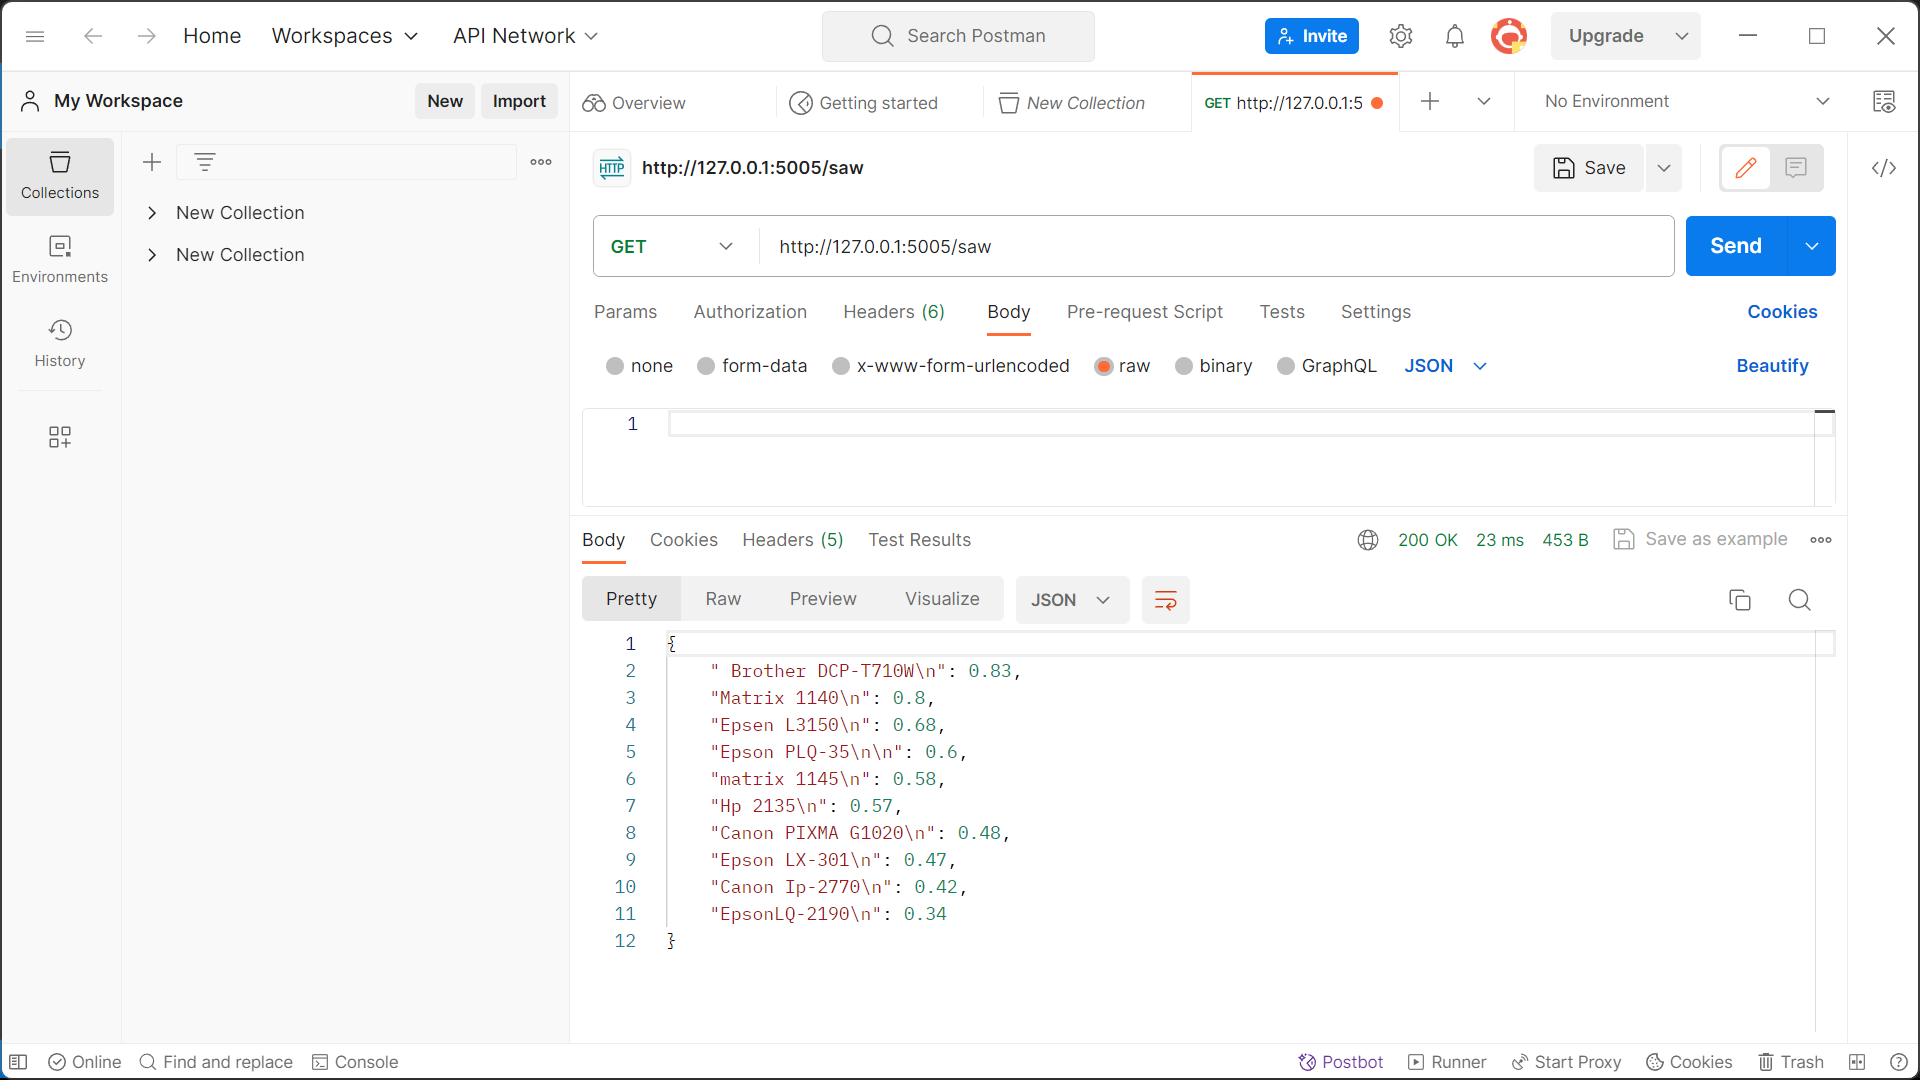 Home Workspaces API Network Search Postman Invite Upgrade
My Workspace New Import Overview Getting started New Collection GET http://127.0.0.1:5 No Environment
Collections
New Collection
New Collection
Environments
History
HTTP http://127.0.0.1:5005/saw Save
GET http://127.0.0.1:5005/saw Send
Params Authorization Headers (6) Body Pre-request Script Tests Settings Cookies
none form-data x-www-form-urlencoded raw binary GraphQL JSON Beautify
1
Body Cookies Headers (5) Test Results 200 OK 23 ms 453 B Save as example
Pretty Raw Preview Visualize JSON
1 {
2 " Brother DCP-T710W\n": 0.83,
3 "Matrix 1140\n": 0.8,
4 "Epsen L3150\n": 0.68,
5 "Epson PLQ-35\n\n": 0.6,
6 "matrix 1145\n": 0.58,
7 "Hp 2135\n": 0.57,
8 "Canon PIXMA G1020\n": 0.48,
9 "Epson LX-301\n": 0.47,
10 "Canon Ip-2770\n": 0.42,
11 "EpsonLQ-2190\n": 0.34
12 }
Online Find and replace Console Postbot Runner Start Proxy Cookies Trash